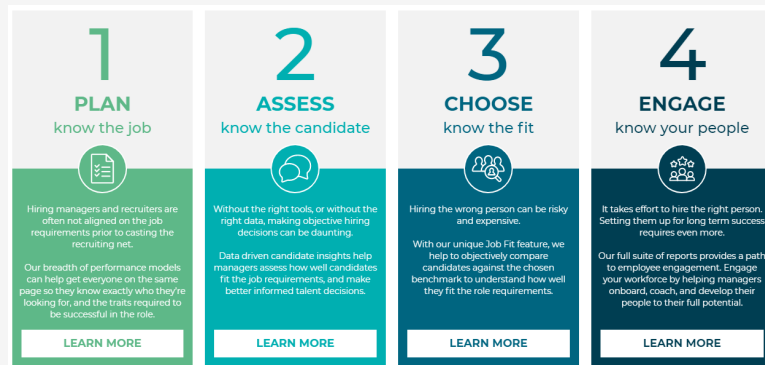 1
PLAN
know the job
Hiring managers and recruiters are
often not aligned on the job
requirements prior to casting the
recruiting net.
Our breadth of performance models
can help get everyone on the same
page so they know exactly who they're
looking for, and the traits required to
be successful in the role.
LEARN MORE
2
ASSESS
know the candidate
Without the right tools, or without the
right data, making objective hiring
decisions can be daunting.
Data driven candidate insights help
managers assess how well candidates
fit the job requirements, and make
better informed talent decisions.
LEARN MORE
3
CHOOSE
know the fit
Hiring the wrong person can be risky
and expensive.
With our unique Job Fit feature, we
help to objectively compare
candidates against the chosen
benchmark to understand how well
they fit the role requirements.
LEARN MORE
4
ENGAGE
know your people
It takes effort to hire the right person.
Setting them up for long term success
requires even more.
Our full suite of reports provides a path
to employee engagement. Engage
your workforce by helping managers
onboard, coach, and develop their
people to their full potential.
LEARN MORE